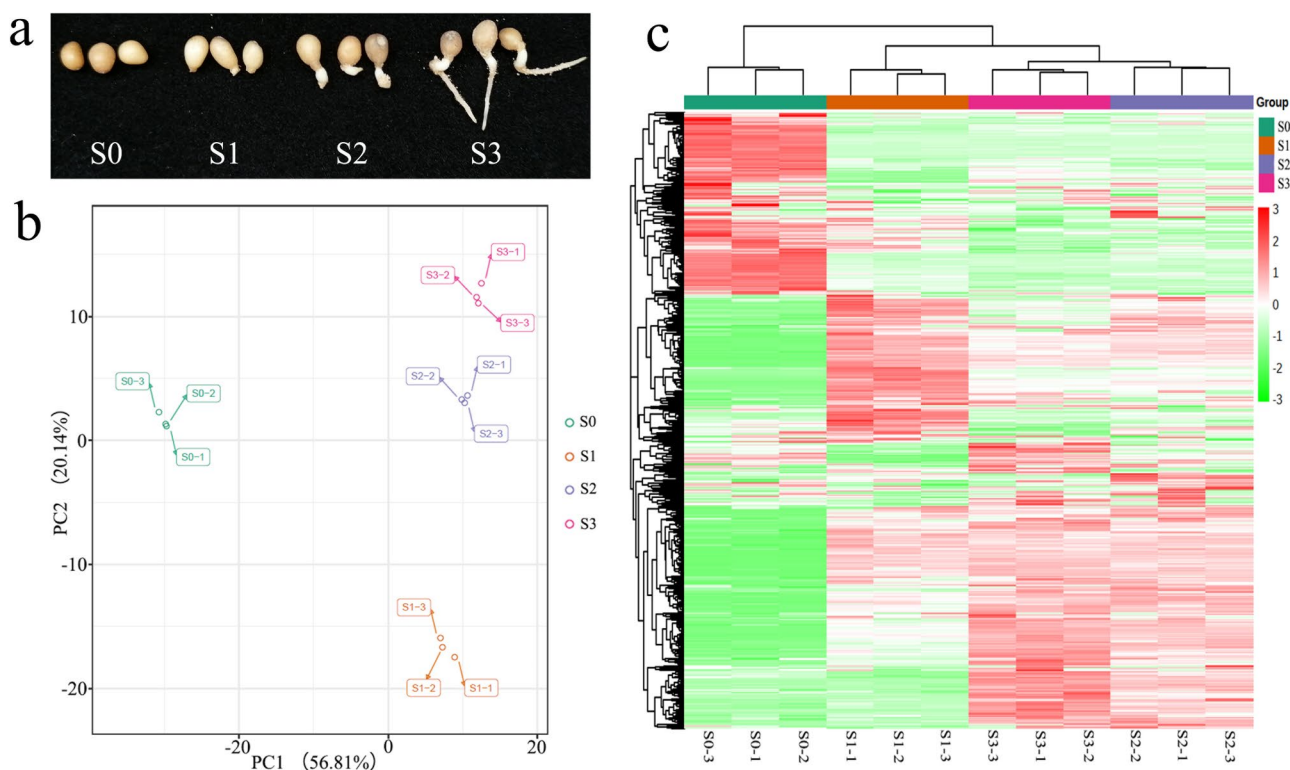 a
S0 S1 S2 S3
b
S3-1
S3-2
S3-3
S2-1
S2-2
S2-3
S0-3
S0-2
S0-1
S1-3
S1-2
S1-1
10
0
-10
-20
PC2 (20.14%)
-20 0 20
PC1 (56.81%)
S0
S1
S2
S3
c
Group
S0
S1
S2
S3
3
2
1
0
-1
-2
-3
S0-3 S0-1 S0-2 S1-1 S1-2 S1-3 S3-3 S3-1 S3-2 S2-2 S2-1 S2-3